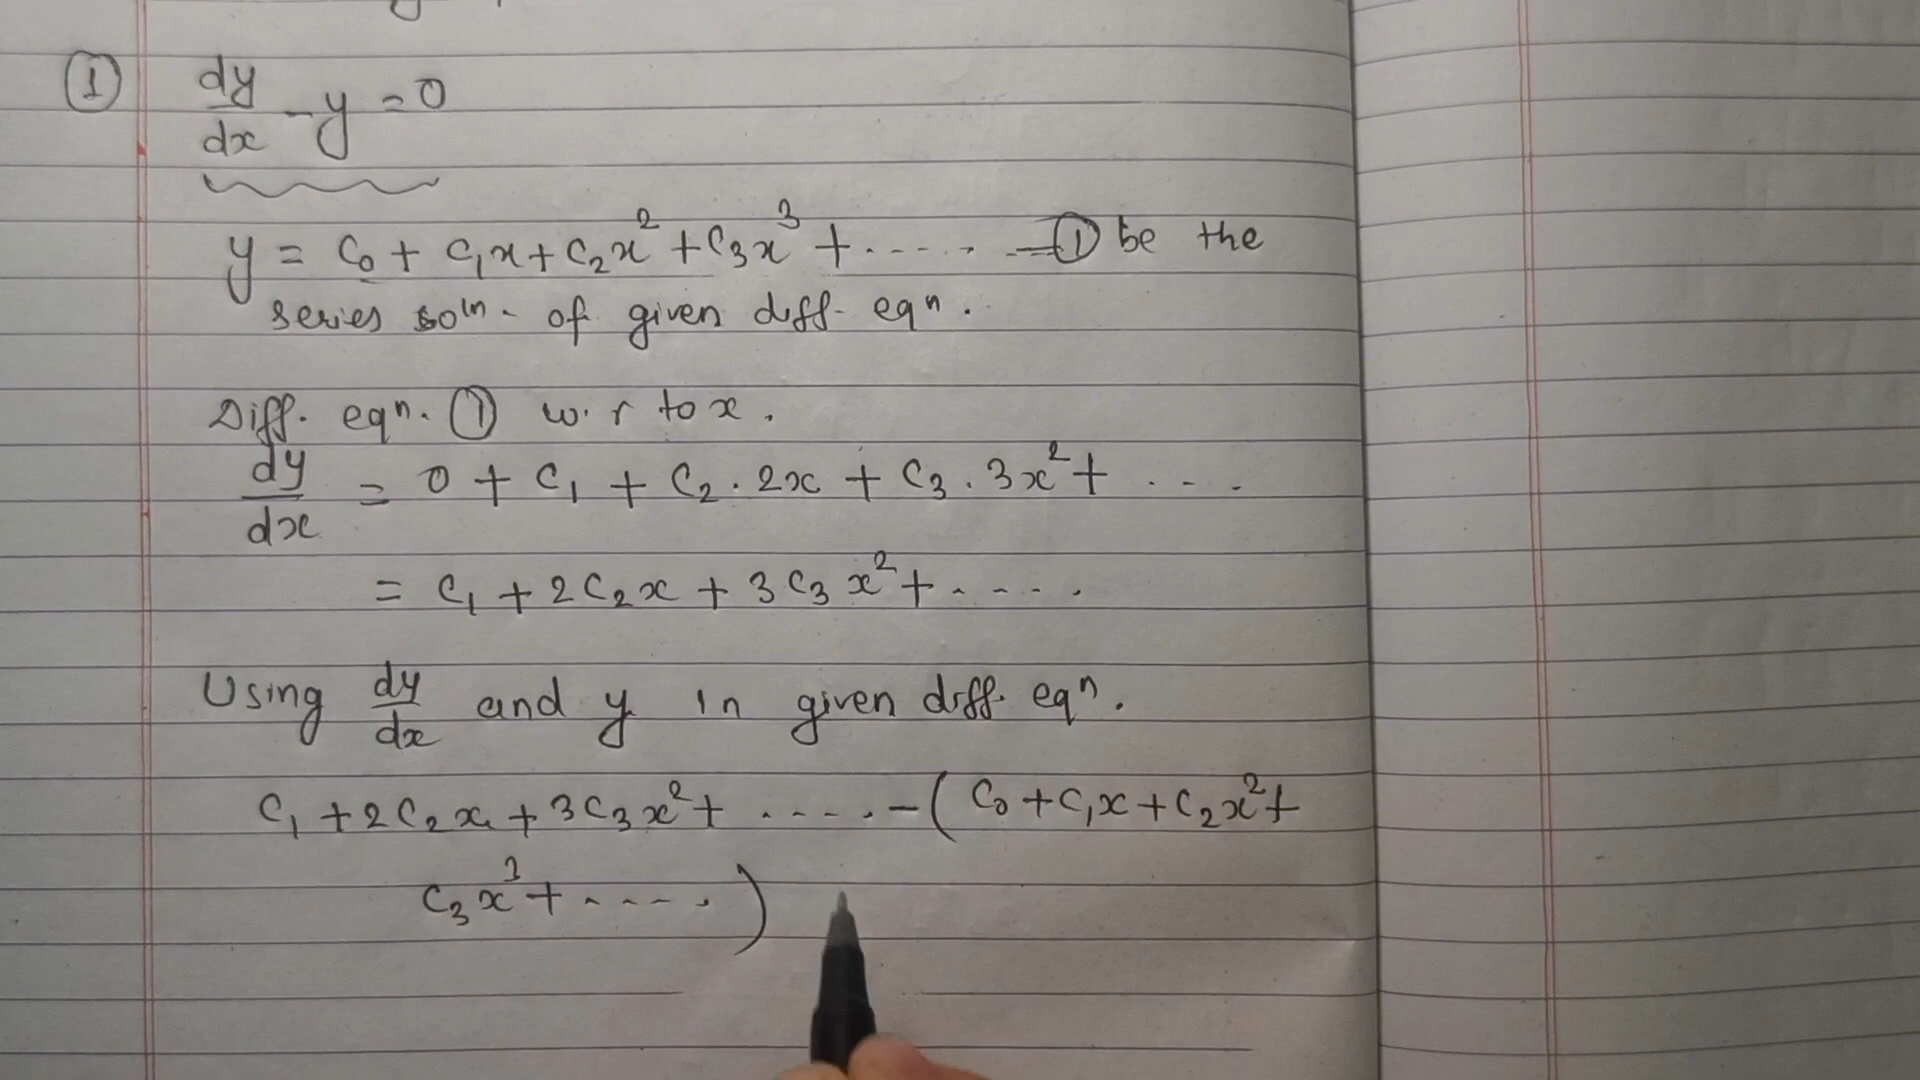 ① dy/dx - y = 0
y = C₀ + C₁x + C₂x² + C₃x³ + ..... —① be the
series soln. of given diff. eqⁿ.
Diff. eqⁿ. ① w.r to x.
dy/dx = 0 + C₁ + C₂ . 2x + C₃ . 3x² + ....
= C₁ + 2C₂x + 3C₃x² + .....
Using dy/dx and y in given diff. eqⁿ.
C₁ + 2C₂x + 3C₃x² + ..... - ( C₀ + C₁x + C₂x² +
C₃x³ + ..... )